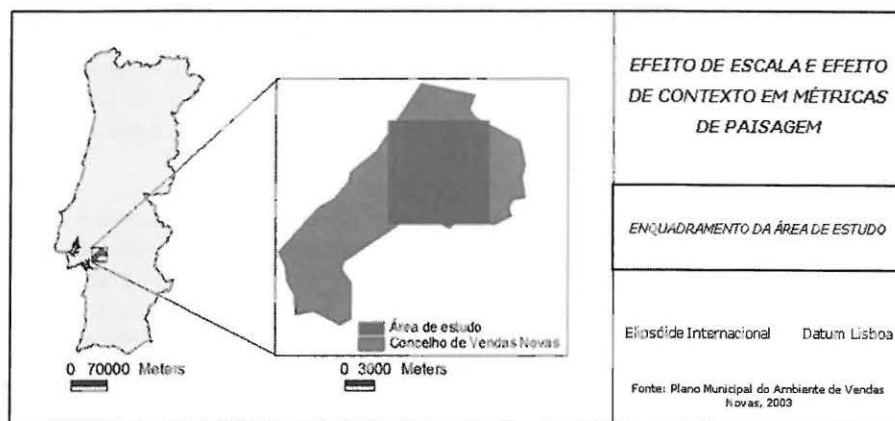 EFEITO DE ESCALA E EFEITO
DE CONTEXTO EM MÉTRICAS
DE PAISAGEM
ENQUADRAMENTO DA ÁREA DE ESTUDO
Elipsóide Internacional Datum Lisboa
Fonte: Plano Municipal do Ambiente de Vendas
Novas, 2003
Área de estudo
Concelho de Vendas Novas
0 70000 Meters
0 3000 Meters